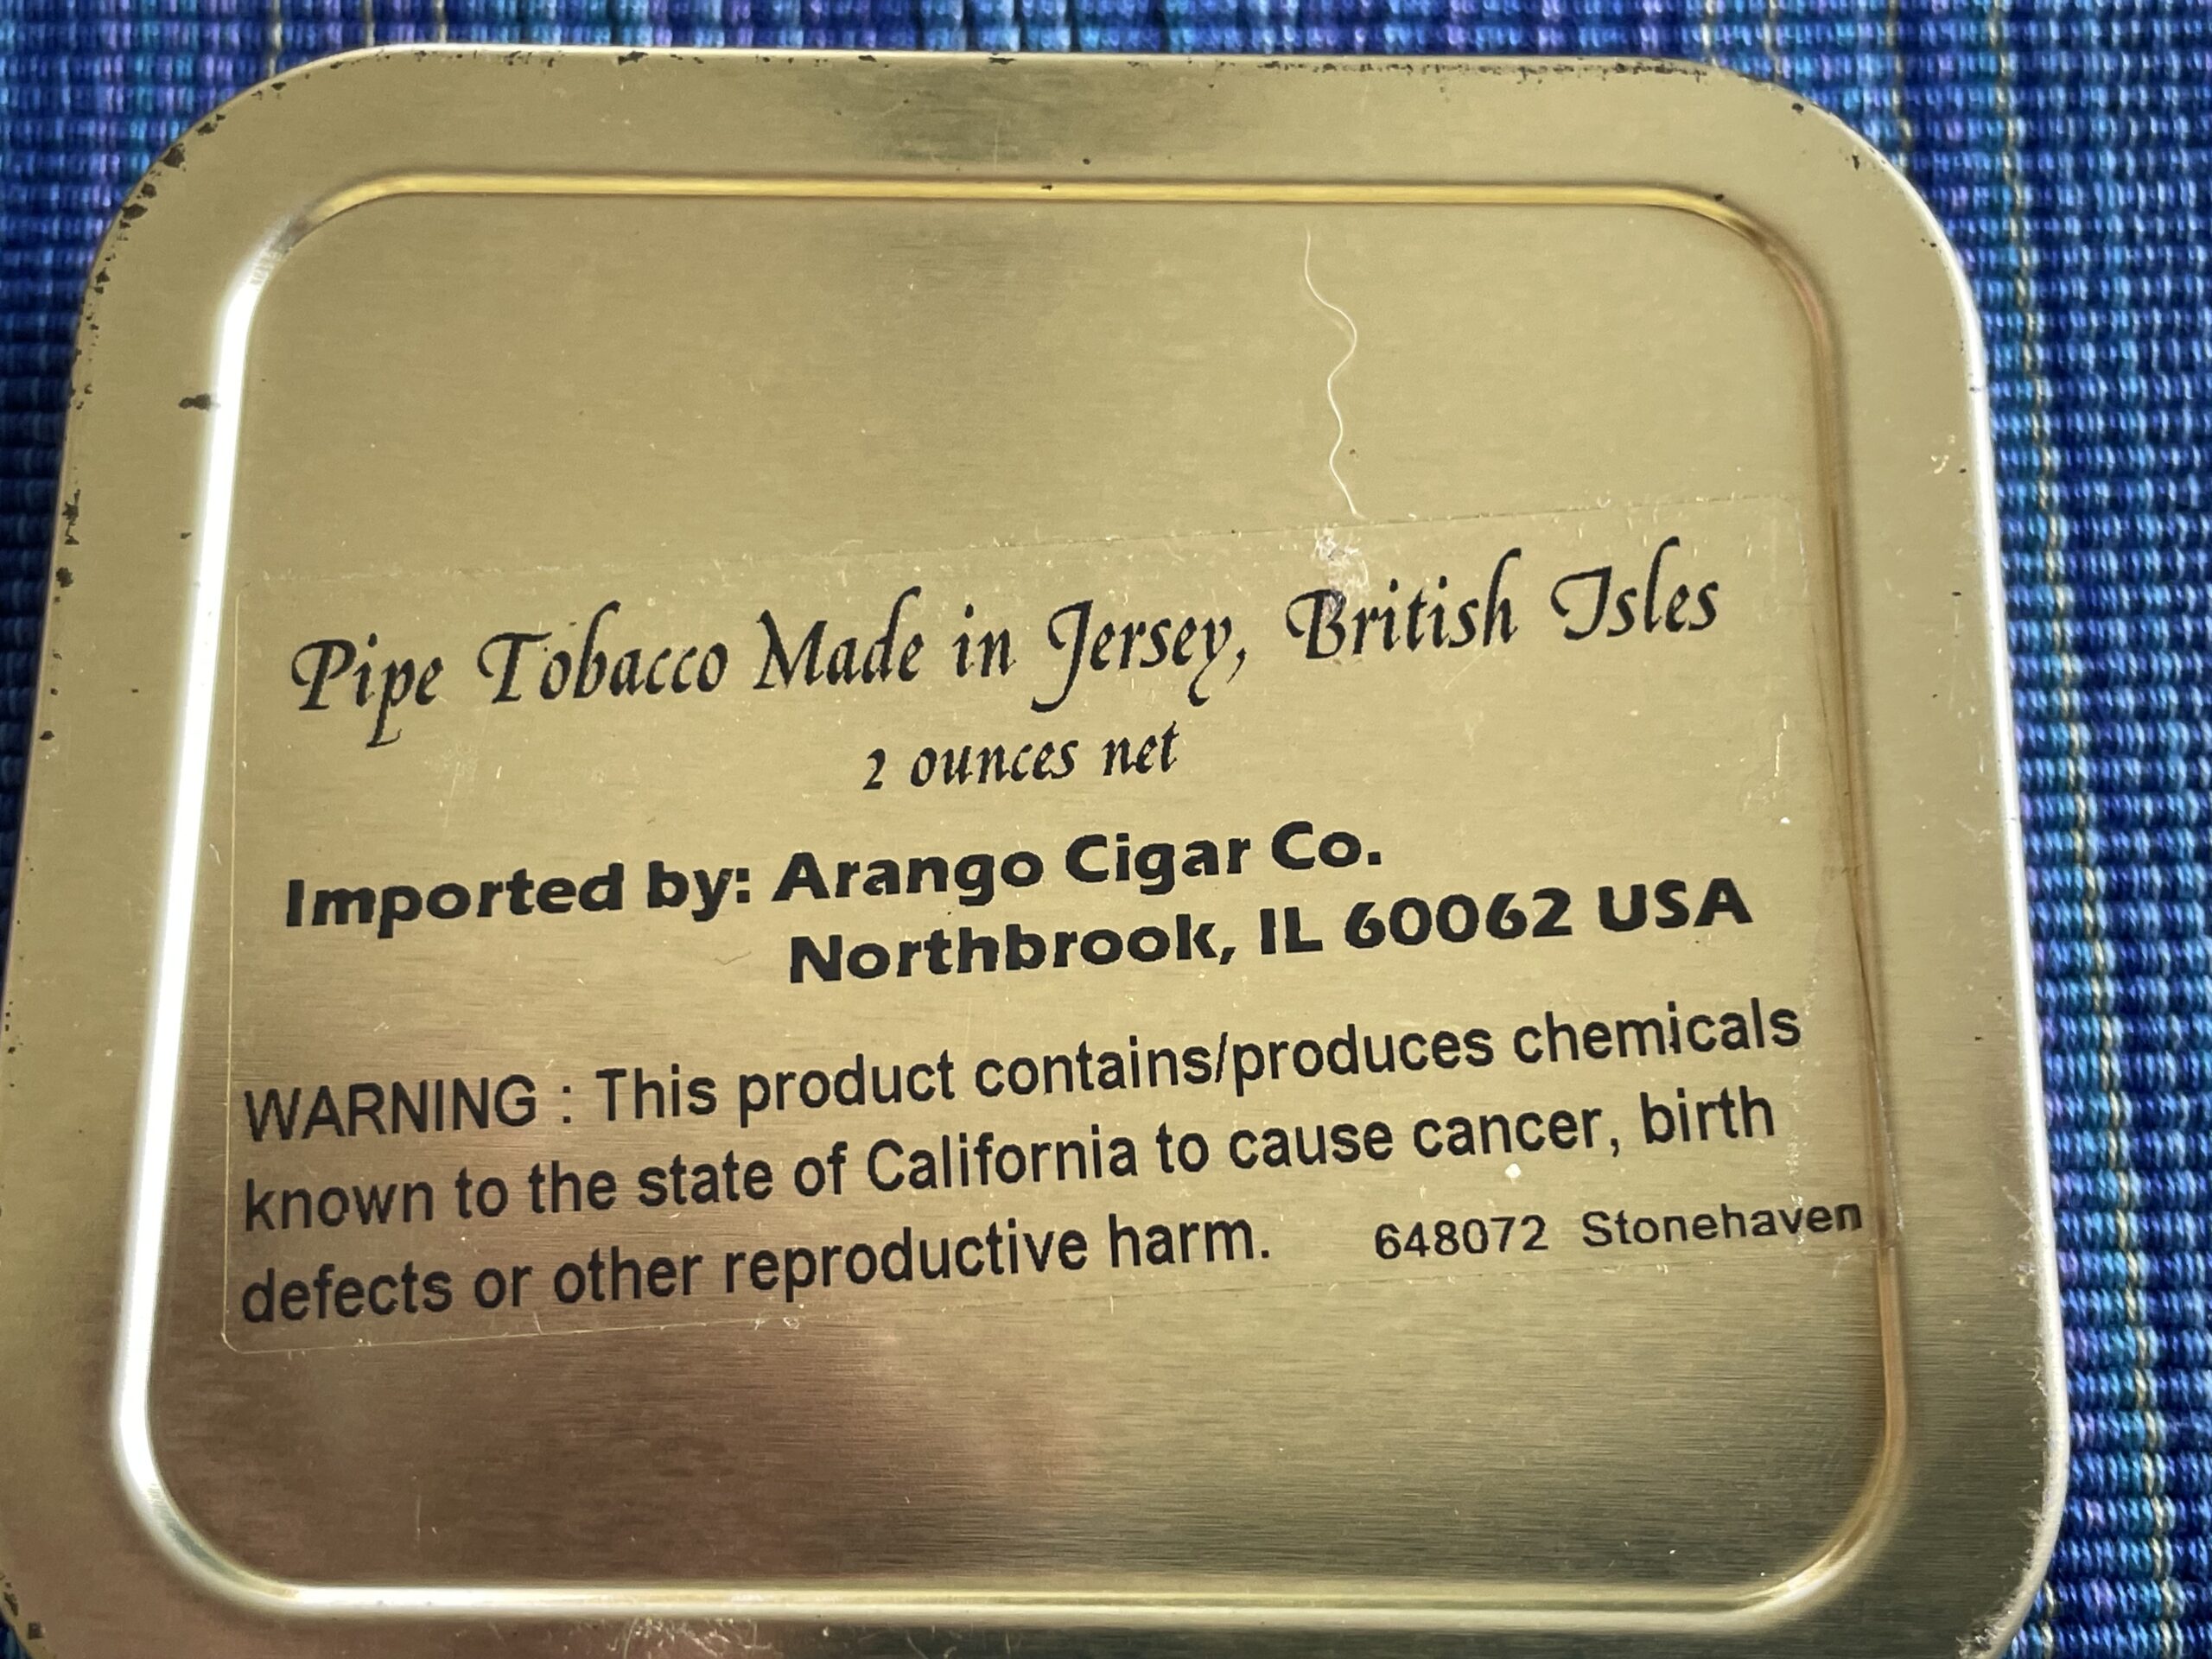 Pipe Tobacco Made in Jersey, British Isles
2 ounces net
Imported by: Arango Cigar Co.
Northbrook, IL 60062 USA
WARNING : This product contains/produces chemicals
known to the state of California to cause cancer, birth
defects or other reproductive harm. 648072 Stonehaven